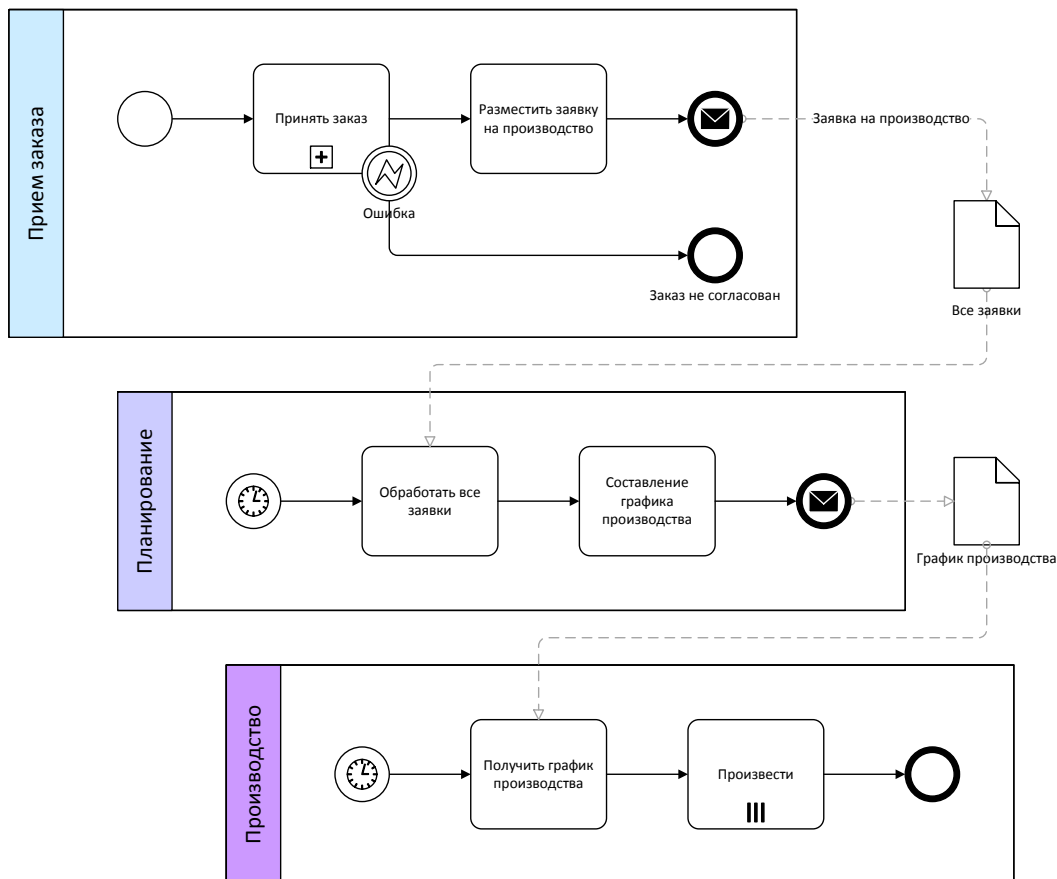 Прием заказа
Принять заказ
Разместить заявку
на производство
Заявка на производство
Ошибка
Заказ не согласован
Все заявки
Планирование
Обработать все
заявки
Составление
графика
производства
График производства
Производство
Получить график
производства
Произвести